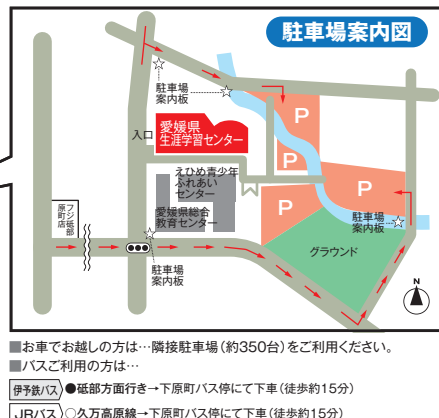 駐車場案内図
駐車場
案内板
駐車場
案内板
入口
愛媛県
生涯学習センター
P
P
P
P
えひめ青少年
ふれあい
センター
愛媛県総合
教育センター
フジ砥部
原町店
駐車場
案内板
駐車場
案内板
グラウンド
N
■お車でお越しの方は…隣接駐車場(約350台)をご利用ください。
■バスご利用の方は…
伊予鉄バス ●砥部方面行き→下原町バス停にて下車(徒歩約15分)
JRバス ○久万高原線→下原町バス停にて下車(徒歩約15分)